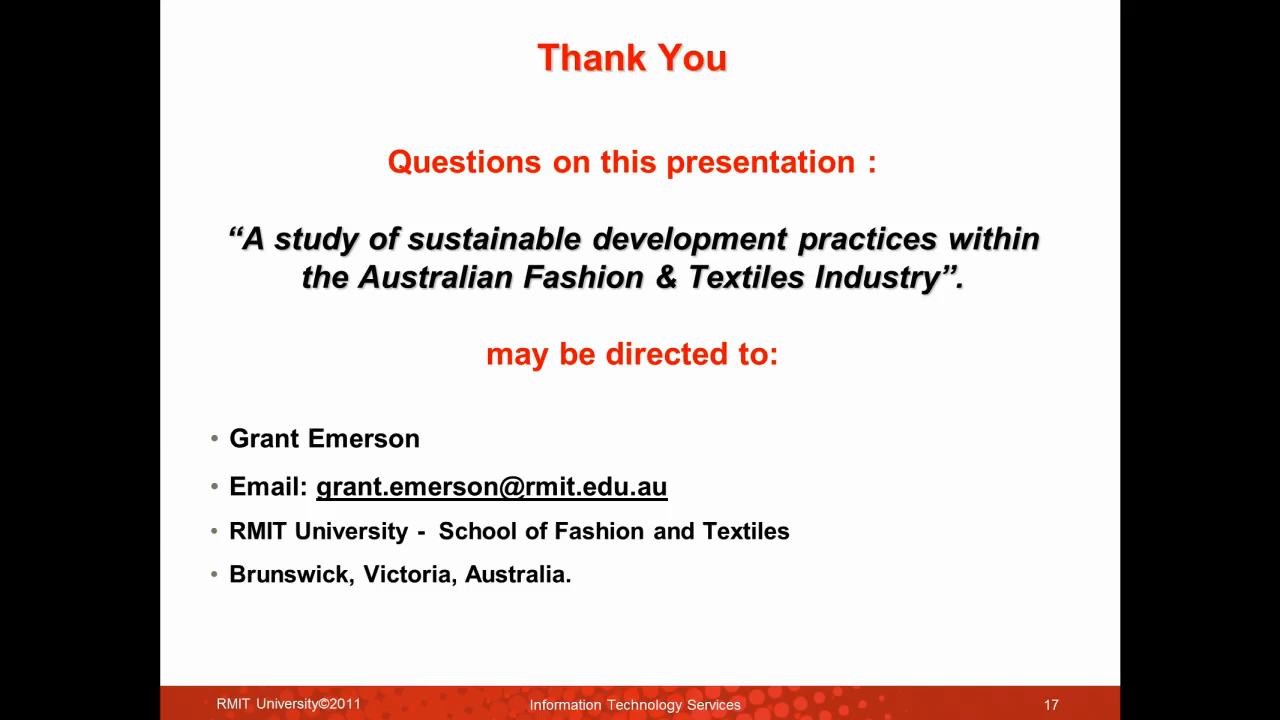 Thank You
Questions on this presentation :
“A study of sustainable development practices within
the Australian Fashion & Textiles Industry”.
may be directed to:
• Grant Emerson
• Email: grant.emerson@rmit.edu.au
• RMIT University - School of Fashion and Textiles
• Brunswick, Victoria, Australia.
RMIT University©2011
Information Technology Services
17